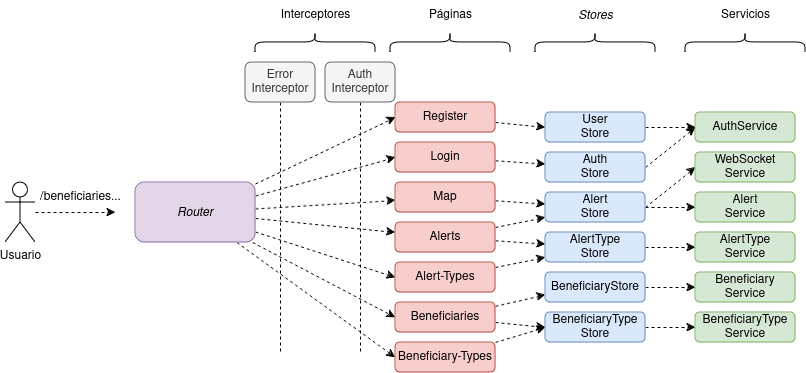 Interceptores
Páginas
Stores
Servicios
Error
Interceptor
Auth
Interceptor
/beneficiaries...
Usuario
Router
Register
Login
Map
Alerts
Alert-Types
Beneficiaries
Beneficiary-Types
User
Store
Auth
Store
Alert
Store
AlertType
Store
BeneficiaryStore
BeneficiaryType
Store
AuthService
WebSocket
Service
Alert
Service
AlertType
Service
Beneficiary
Service
BeneficiaryType
Service